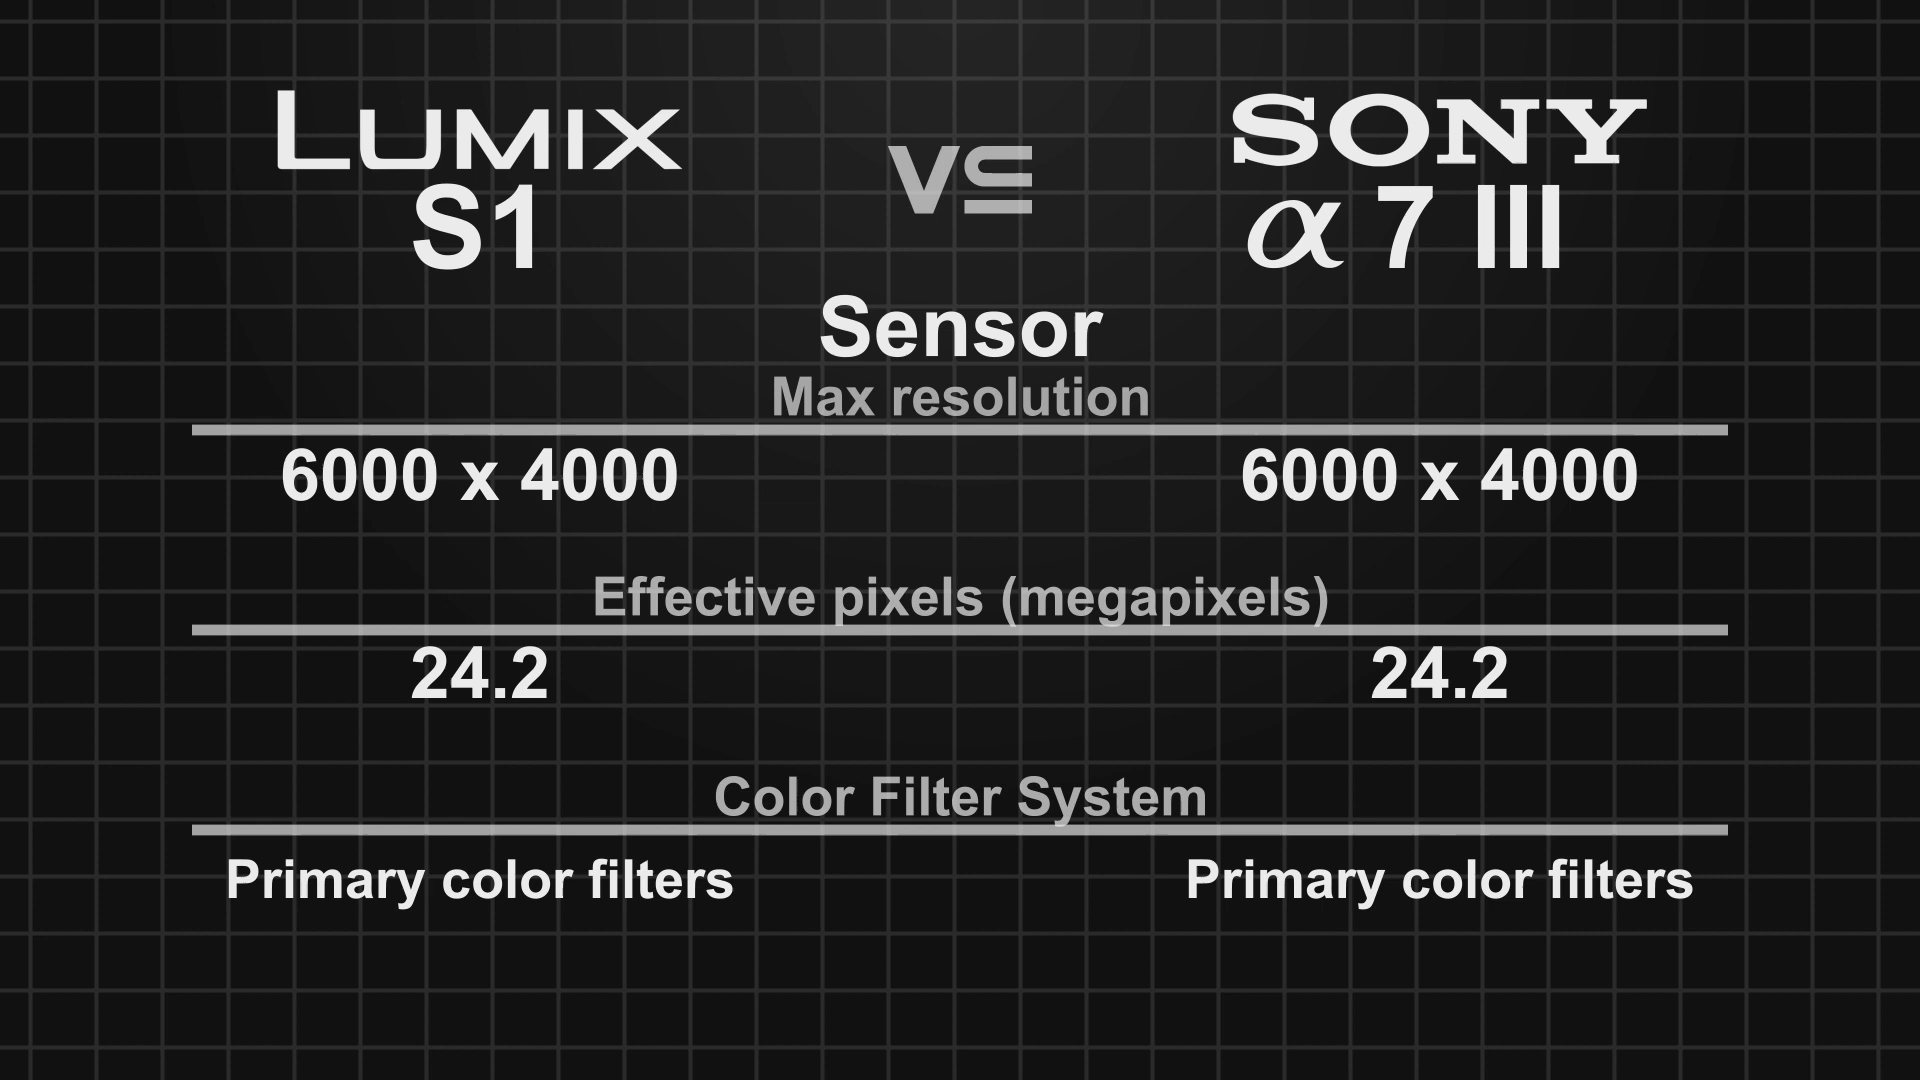 LUMIX
S1
VS
SONY
α 7 III
Sensor
Max resolution
6000 x 4000
6000 x 4000
Effective pixels (megapixels)
24.2
24.2
Color Filter System
Primary color filters
Primary color filters